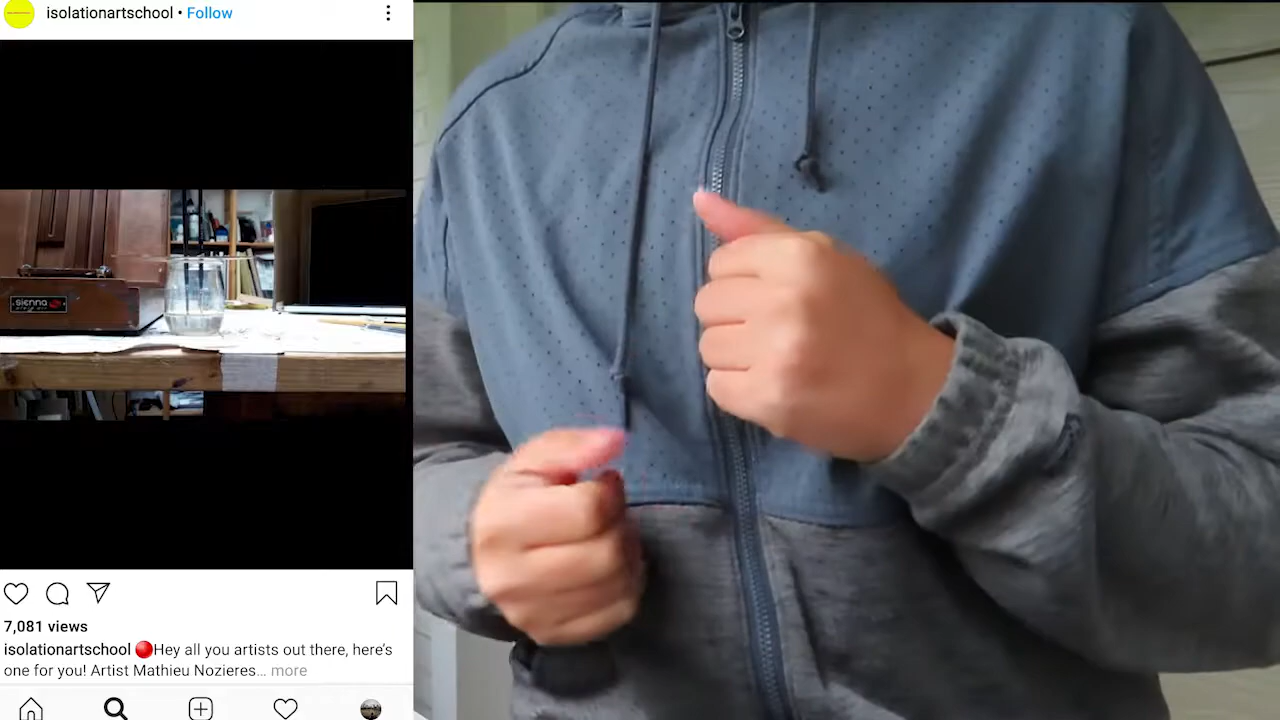 isolationartschool • Follow
sienna
7,081 views
isolationartschool 🔴Hey all you artists out there, here's
one for you! Artist Mathieu Nozieres... more